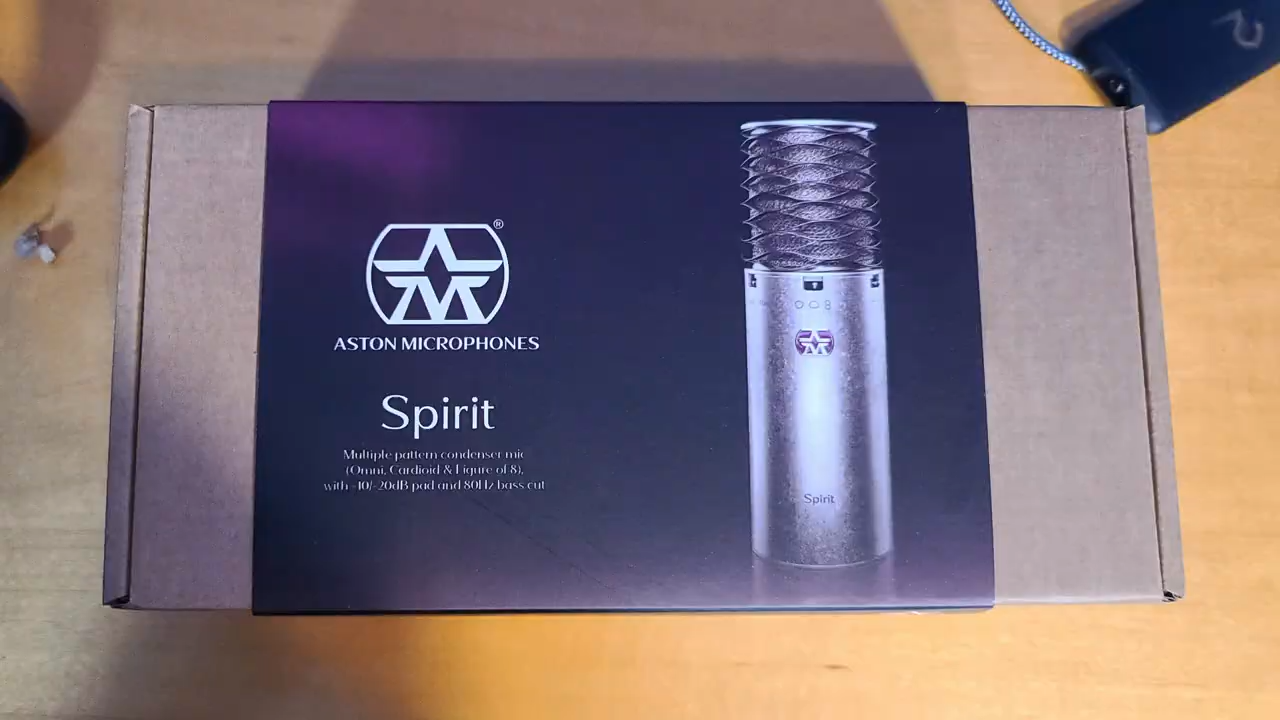 ®
ASTON MICROPHONES
Spirit
Multiple pattern condenser mic
(Omni, Cardioid & Figure of 8),
with -10/-20dB pad and 80Hz bass cut
Spirit